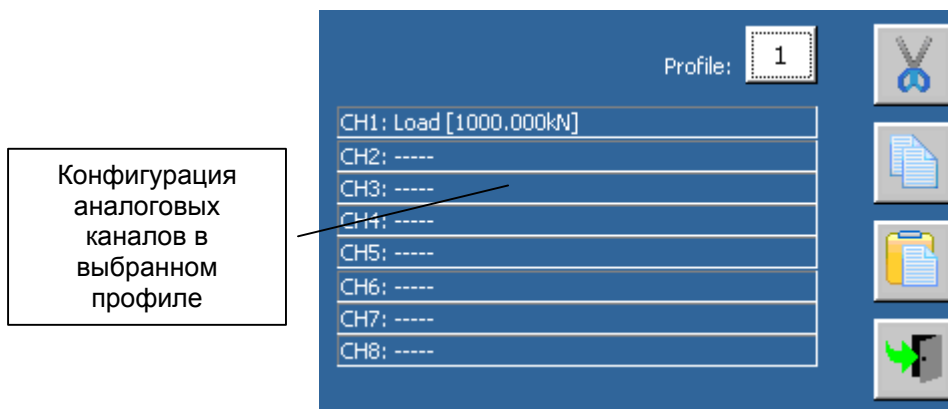 Profile: 1
CH1: Load [1000.000kN]
CH2: -----
CH3: -----
CH4: -----
CH5: -----
CH6: -----
CH7: -----
CH8: -----
Конфигурация
аналоговых
каналов в
выбранном
профиле